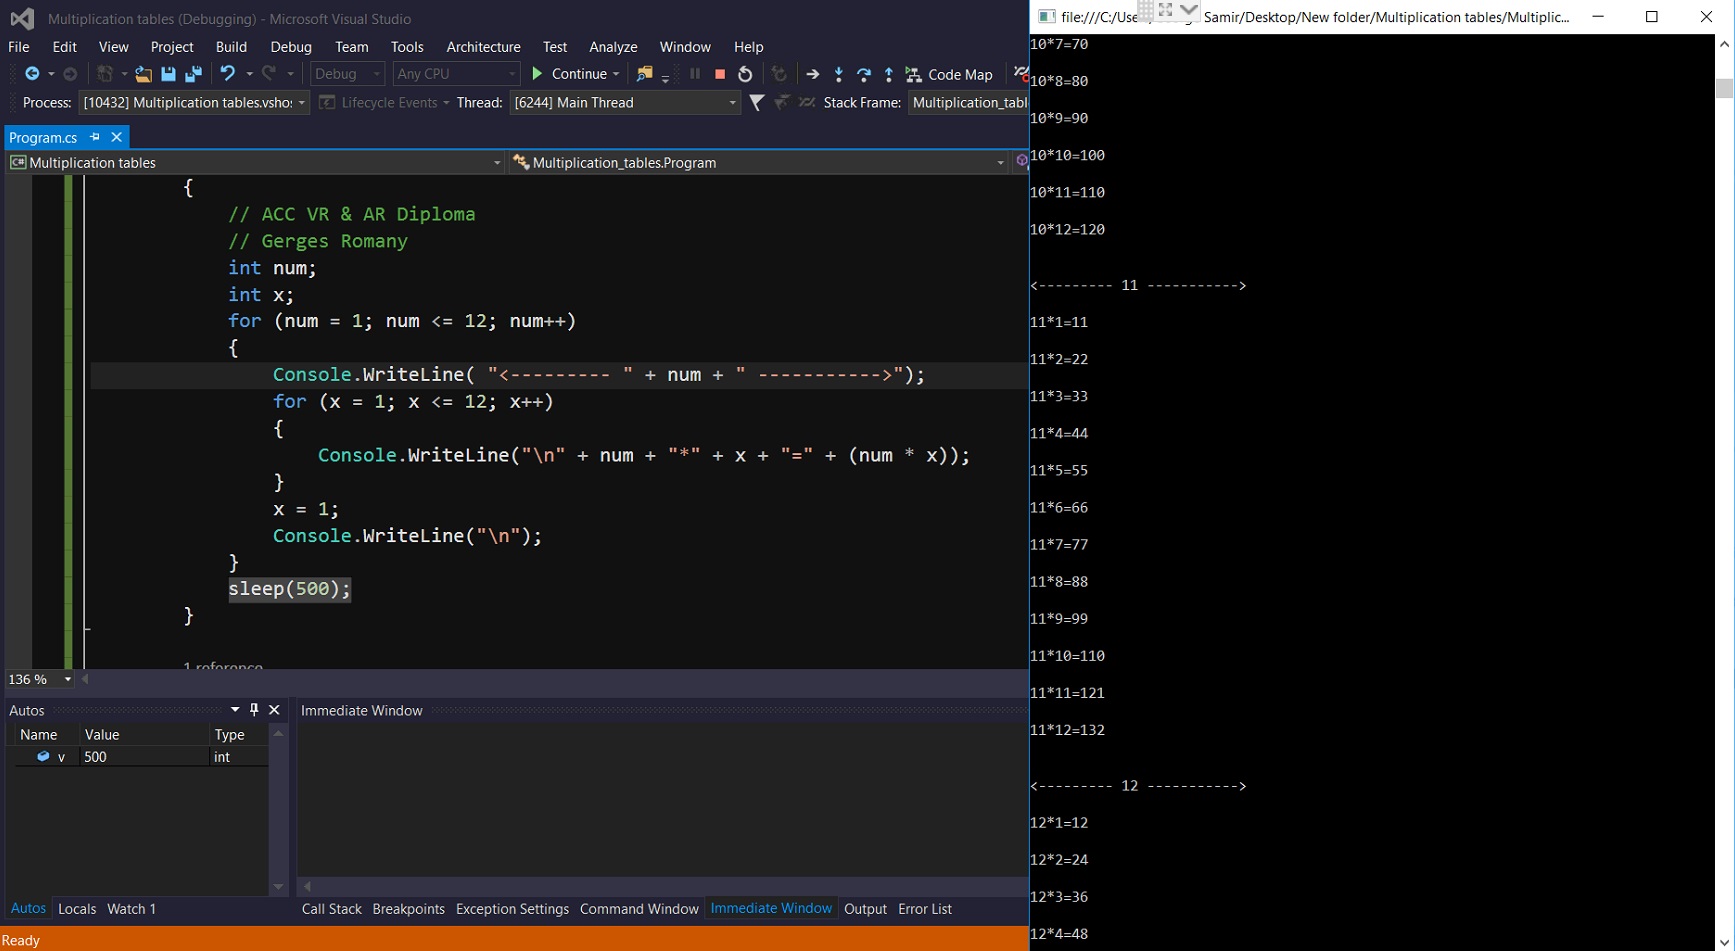 Multiplication tables (Debugging) - Microsoft Visual Studio
File Edit View Project Build Debug Team Tools Architecture Test Analyze Window Help
Debug Any CPU Continue Code Map
Process: [10432] Multiplication tables.vshos Lifecycle Events Thread: [6244] Main Thread Stack Frame: Multiplication_tabl
Program.cs
Multiplication tables Multiplication_tables.Program
{
// ACC VR & AR Diploma
// Gerges Romany
int num;
int x;
for (num = 1; num <= 12; num++)
{
Console.WriteLine( "<--------- " + num + " ----------->");
for (x = 1; x <= 12; x++)
{
Console.WriteLine("\n" + num + "*" + x + "=" + (num * x));
}
x = 1;
Console.WriteLine("\n");
}
sleep(500);
}
1 reference
136 %
Autos
Name Value Type
v 500 int
Autos Locals Watch 1
Immediate Window
Call Stack Breakpoints Exception Settings Command Window Immediate Window Output Error List
Ready
file:///C:/Use Samir/Desktop/New folder/Multiplication tables/Multiplic...
10*7=70
10*8=80
10*9=90
10*10=100
10*11=110
10*12=120
<--------- 11 ----------->
11*1=11
11*2=22
11*3=33
11*4=44
11*5=55
11*6=66
11*7=77
11*8=88
11*9=99
11*10=110
11*11=121
11*12=132
<--------- 12 ----------->
12*1=12
12*2=24
12*3=36
12*4=48